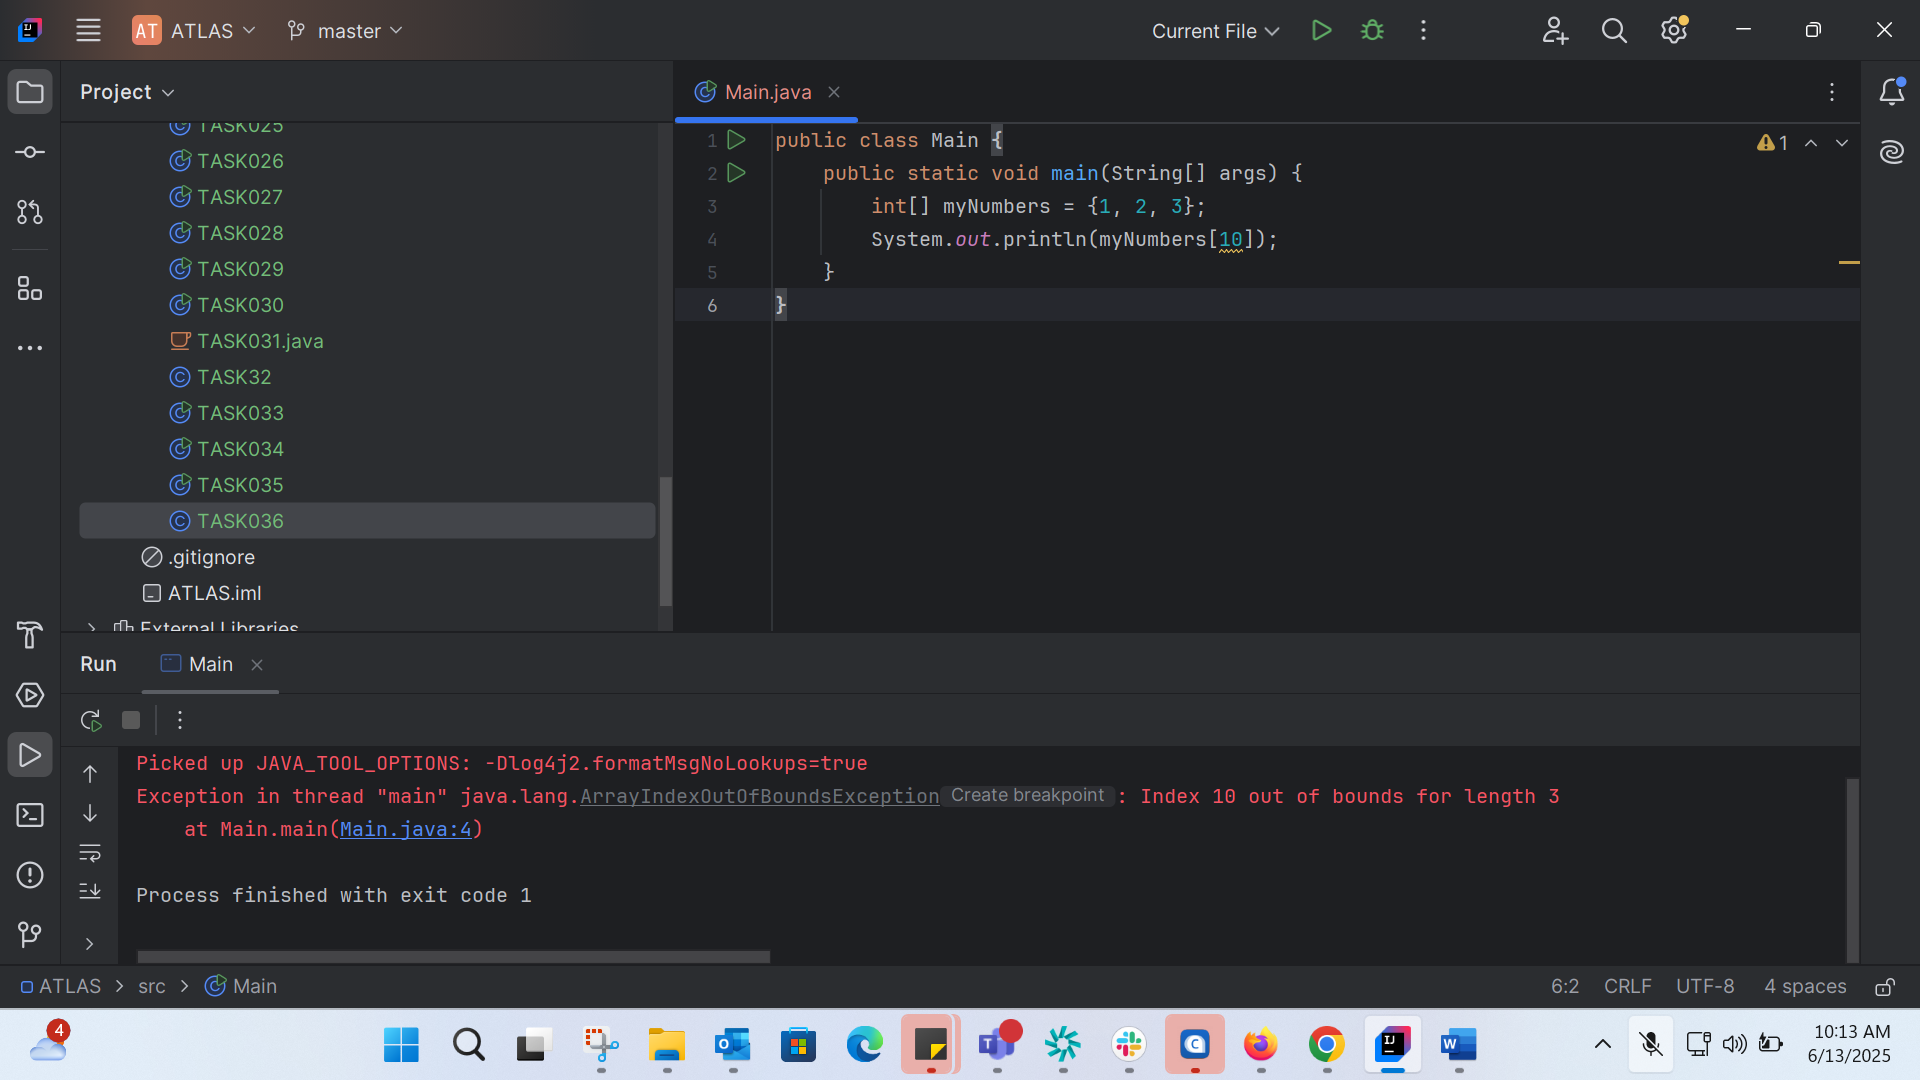 AT ATLAS master Current File
Project
Main.java
TASK025
TASK026
TASK027
TASK028
TASK029
TASK030
TASK031.java
TASK32
TASK033
TASK034
TASK035
TASK036
.gitignore
ATLAS.iml
External Libraries
1 public class Main {
2 public static void main(String[] args) {
3 int[] myNumbers = {1, 2, 3};
4 System.out.println(myNumbers[10]);
5 }
6 }
1
Run Main
Picked up JAVA_TOOL_OPTIONS: -Dlog4j2.formatMsgNoLookups=true
Exception in thread "main" java.lang.ArrayIndexOutOfBoundsException Create breakpoint : Index 10 out of bounds for length 3
at Main.main(Main.java:4)
Process finished with exit code 1
ATLAS > src > Main
6:2 CRLF UTF-8 4 spaces
4
10:13 AM
6/13/2025